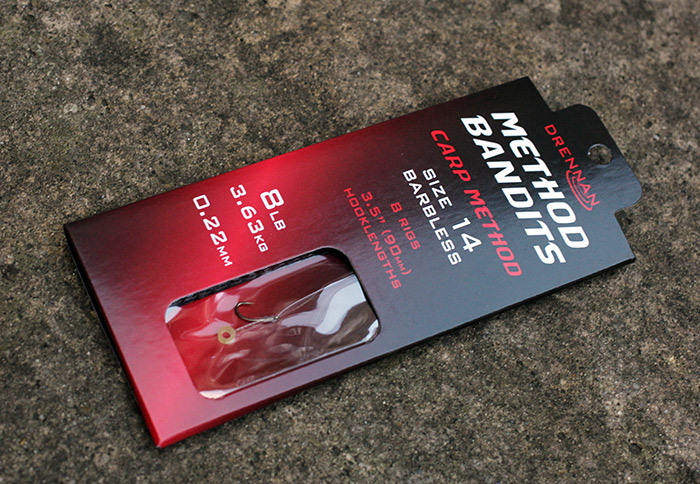 DRENNAN
METHOD
BANDITS
CARP METHOD
SIZE 14
BARBLESS
8 RIGS
3.5" (90MM)
HOOKLENGTHS
8LB
3.63KG
0.22MM